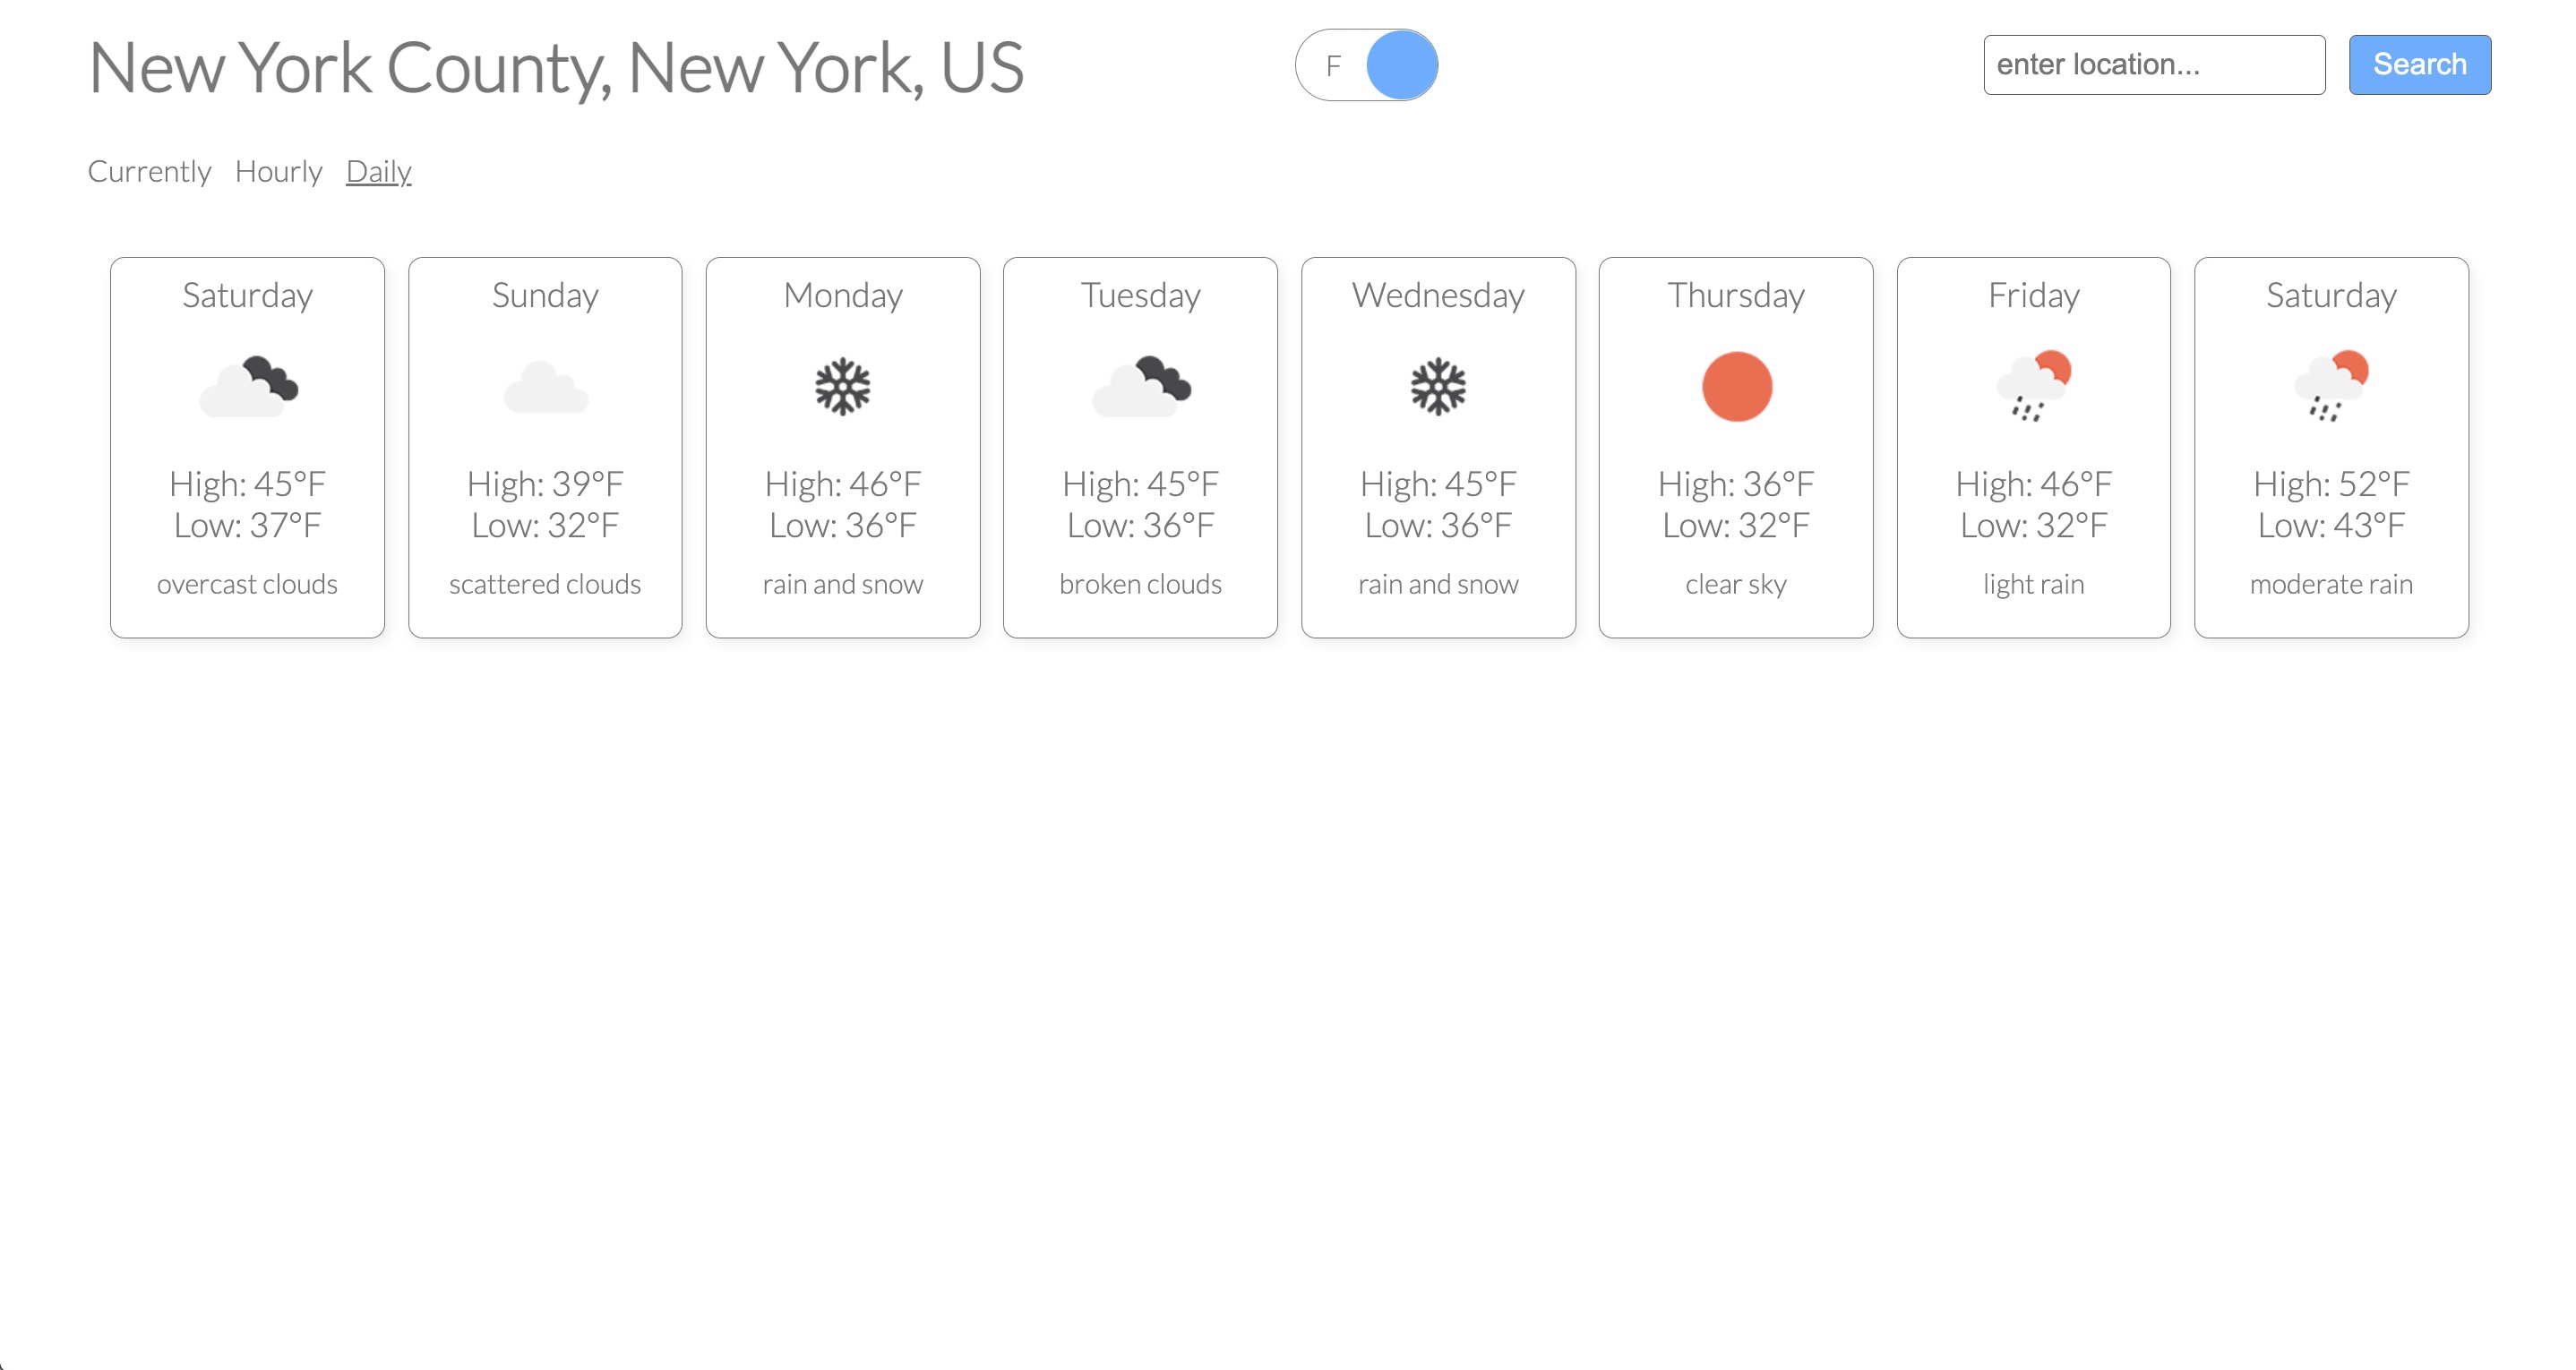 New York County, New York, US
F
enter location...
Search
Currently Hourly Daily
Saturday
High: 45°F
Low: 37°F
overcast clouds
Sunday
High: 39°F
Low: 32°F
scattered clouds
Monday
High: 46°F
Low: 36°F
rain and snow
Tuesday
High: 45°F
Low: 36°F
broken clouds
Wednesday
High: 45°F
Low: 36°F
rain and snow
Thursday
High: 36°F
Low: 32°F
clear sky
Friday
High: 46°F
Low: 32°F
light rain
Saturday
High: 52°F
Low: 43°F
moderate rain